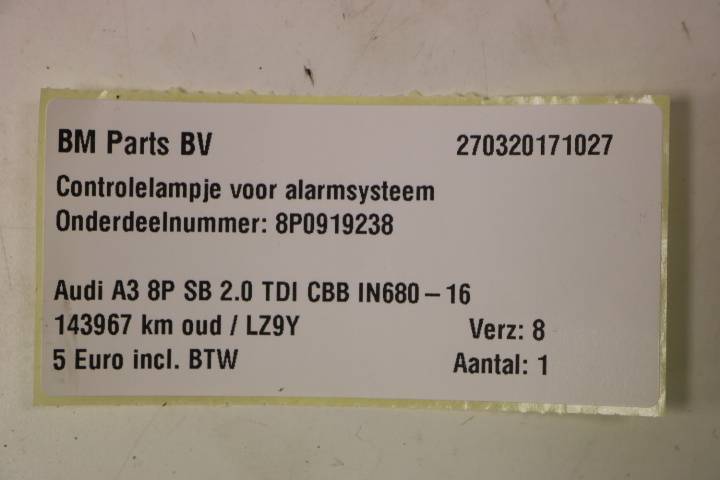 BM Parts BV 270320171027
Controlelampje voor alarmsysteem
Onderdeelnummer: 8P0919238
Audi A3 8P SB 2.0 TDI CBB IN680-16
143967 km oud / LZ9Y Verz: 8
5 Euro incl. BTW Aantal: 1